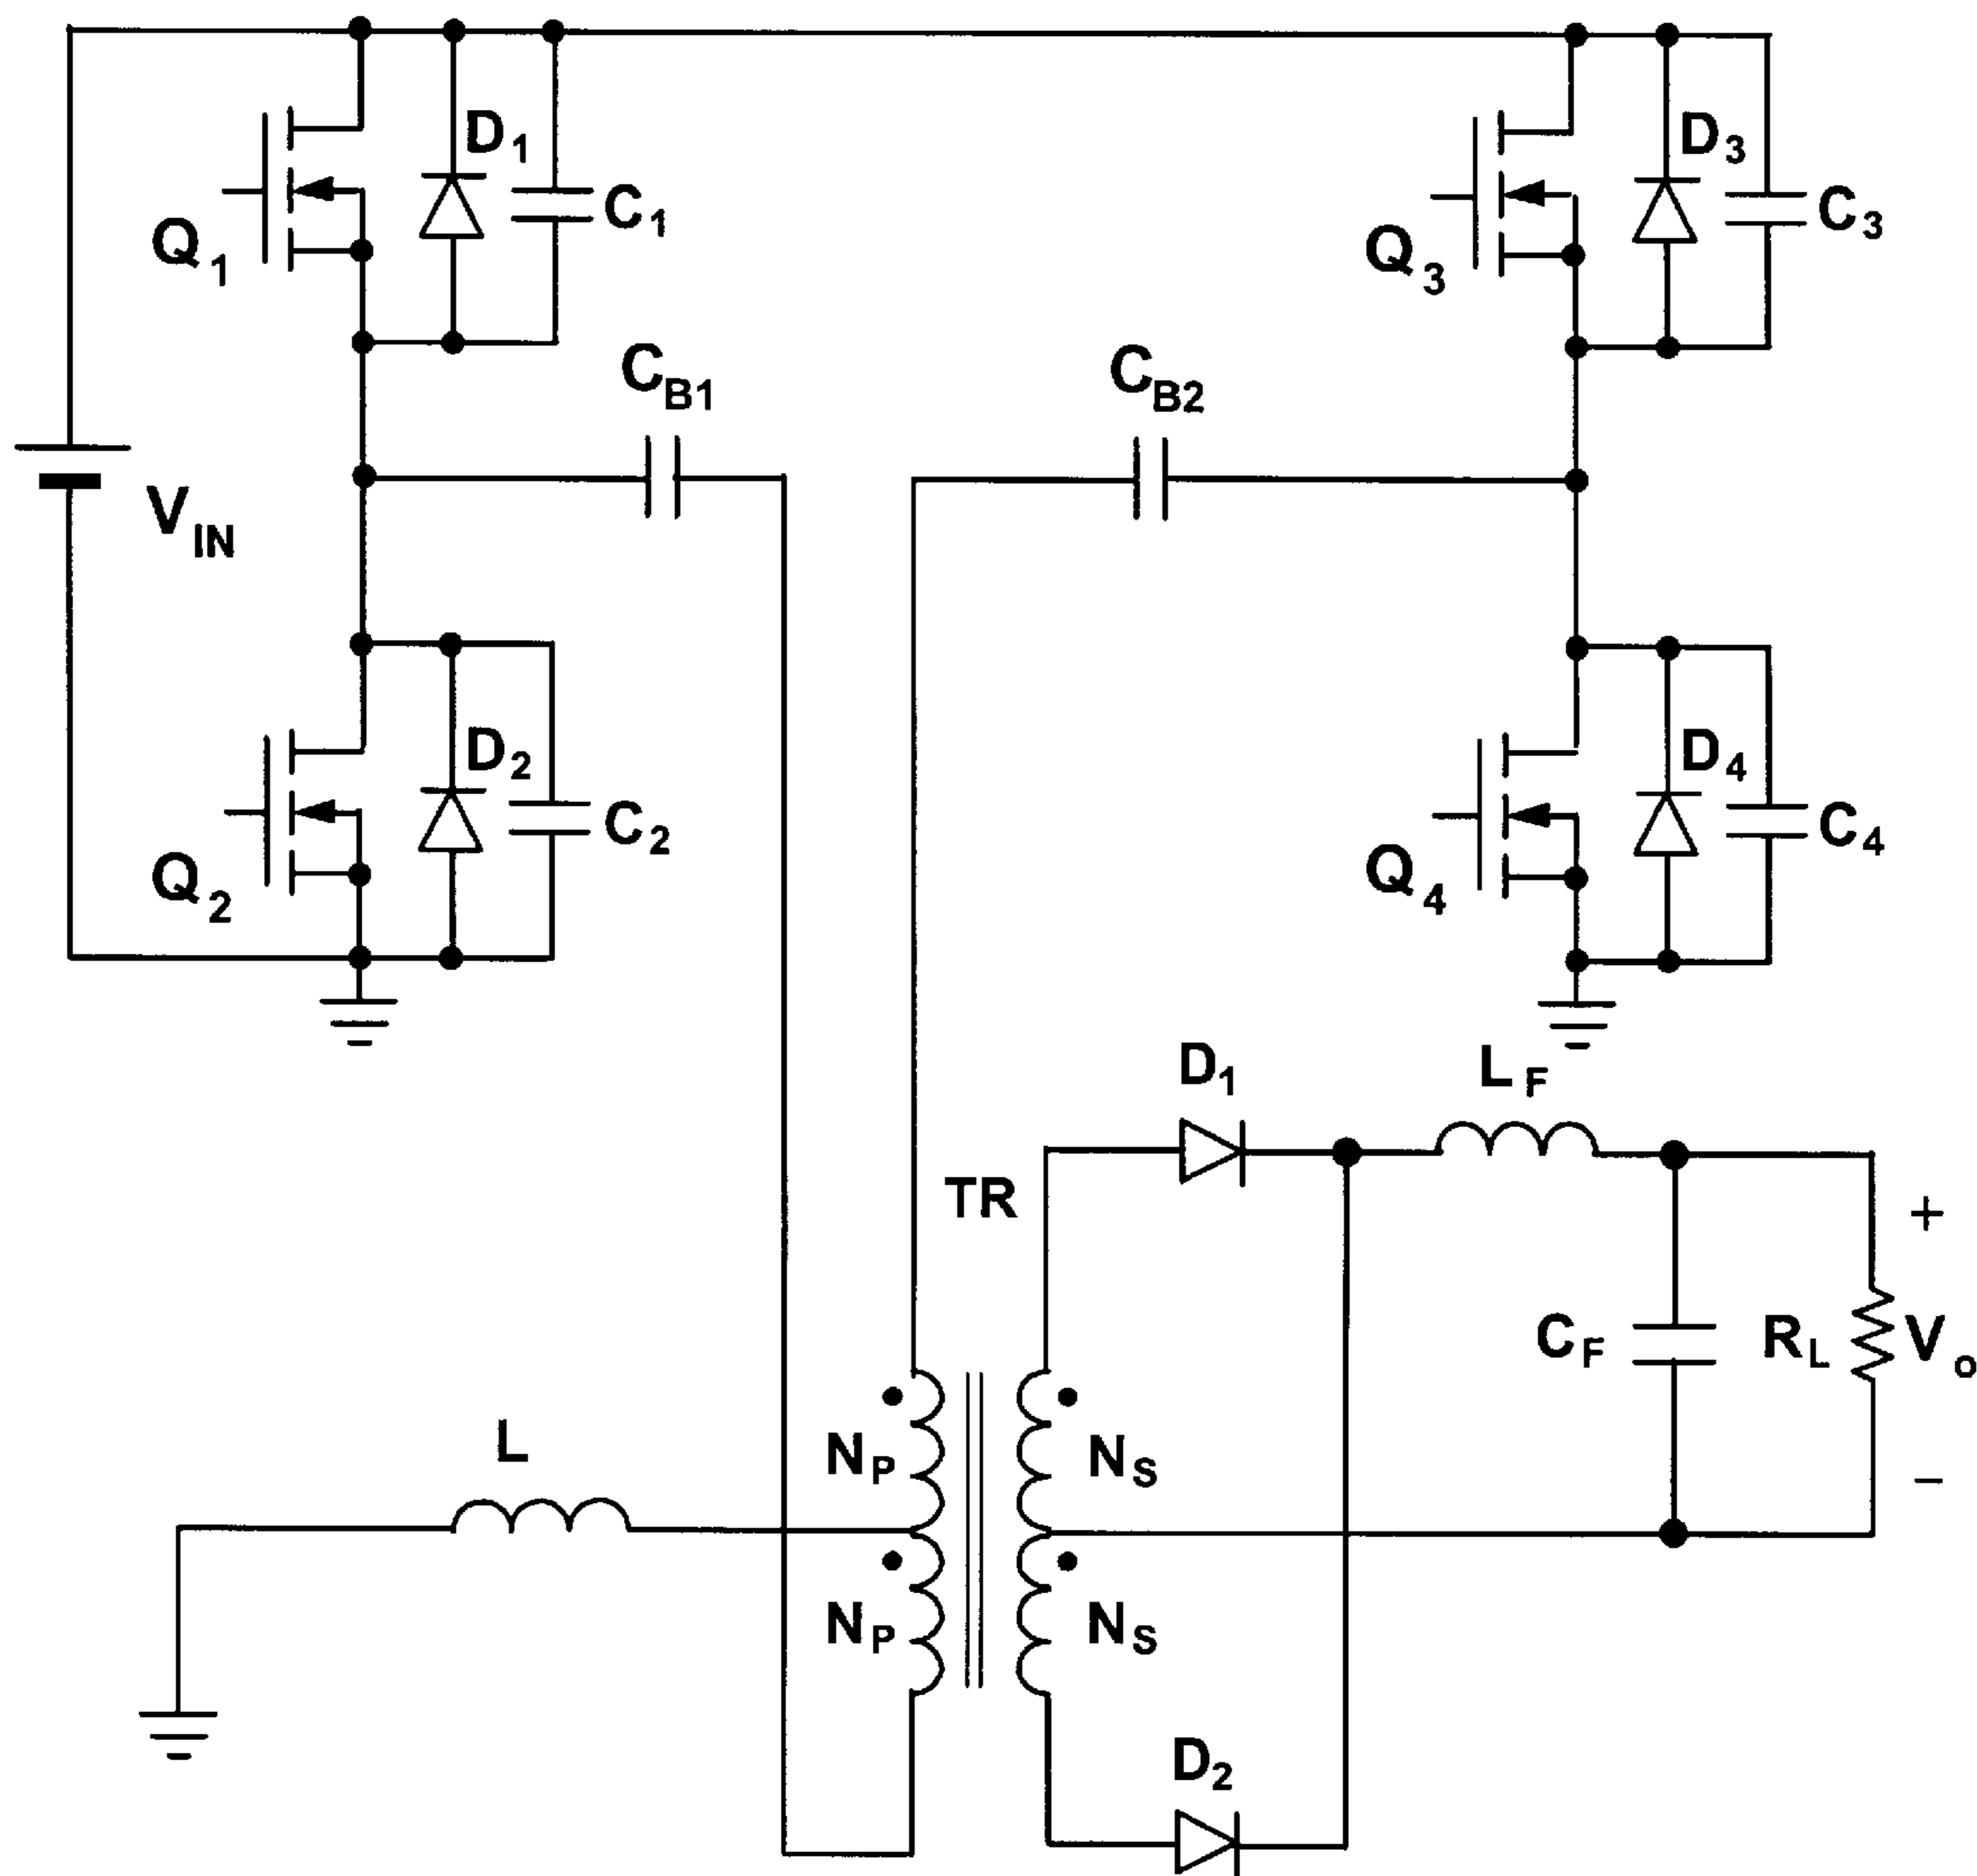 D1
C1
Q1
D3
C3
Q3
CB1
CB2
VIN
D2
C2
Q2
D4
C4
Q4
D1
LF
TR
+
CF
RL
Vo
−
L
NP
NS
NP
NS
D2